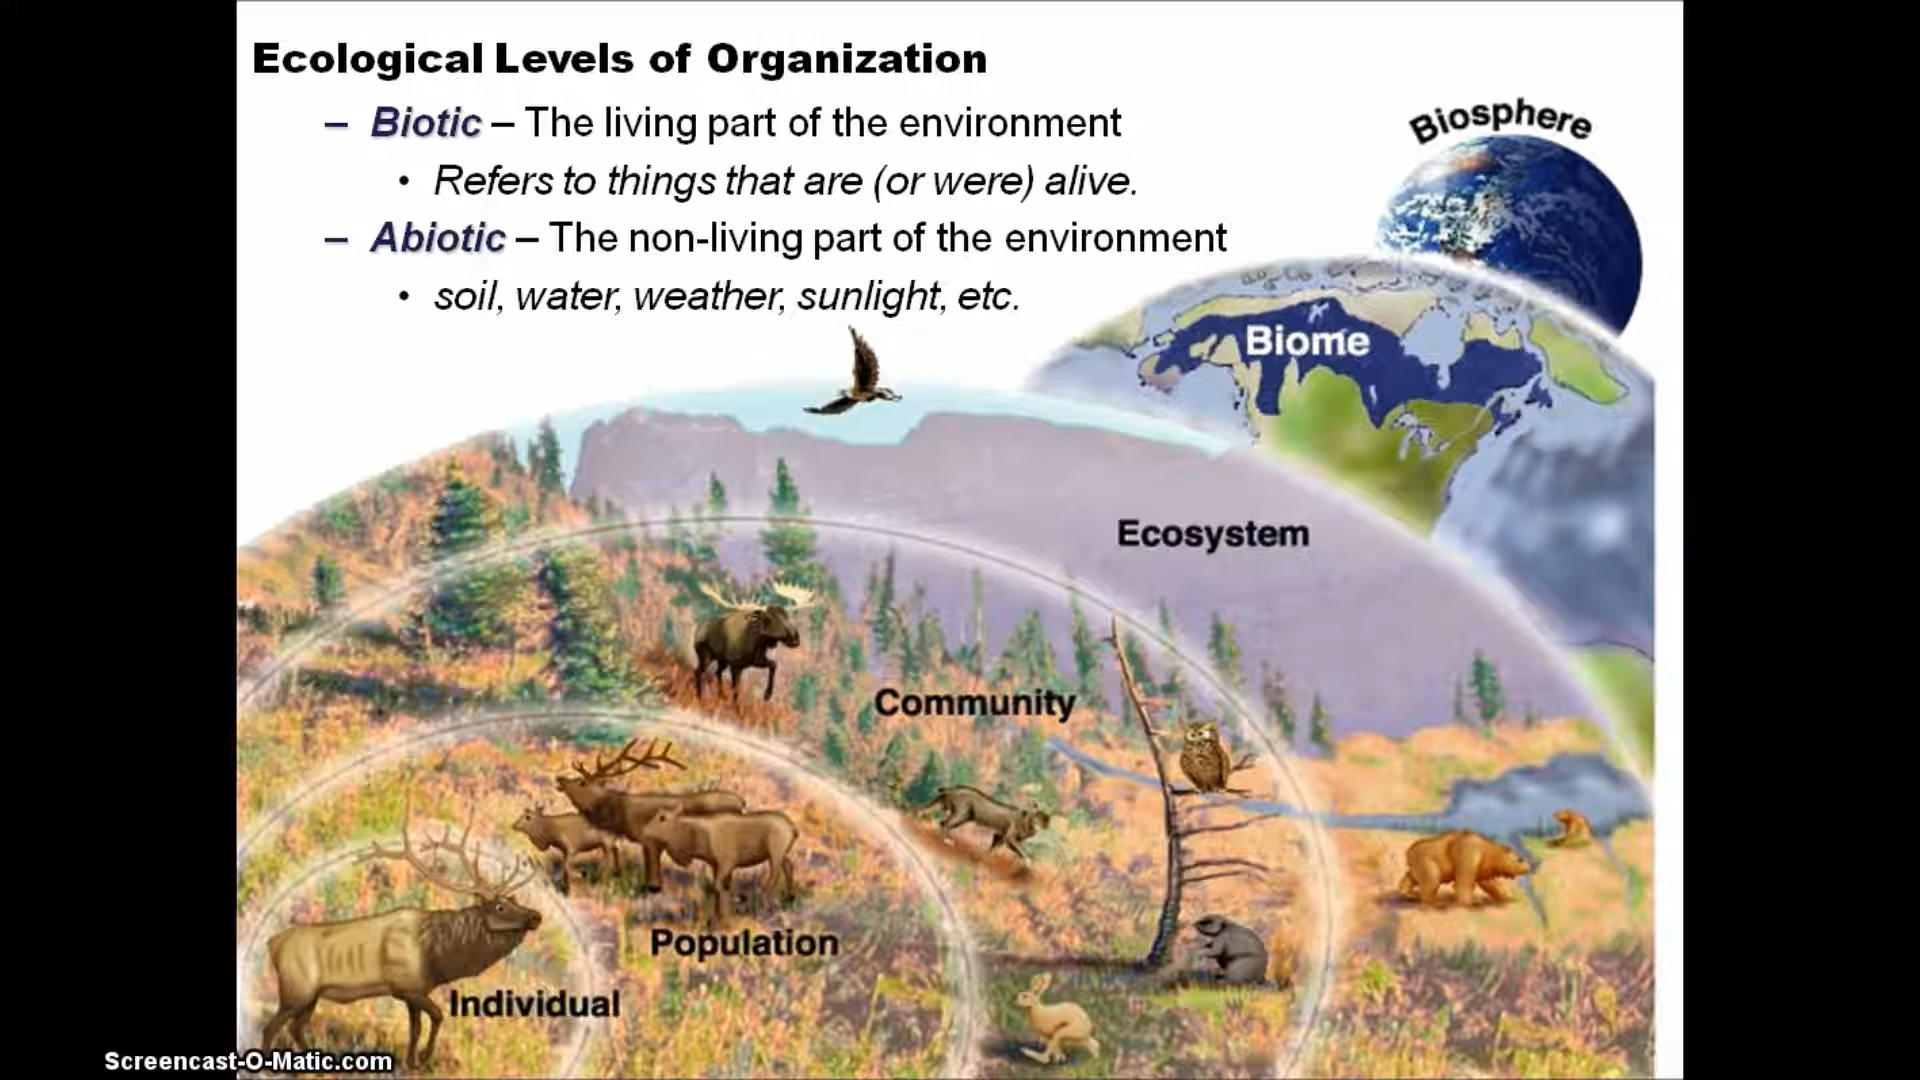 Ecological Levels of Organization
– Biotic – The living part of the environment
• Refers to things that are (or were) alive.
– Abiotic – The non-living part of the environment
• soil, water, weather, sunlight, etc.
Biosphere
Biome
Ecosystem
Community
Population
Individual
Screencast-O-Matic.com